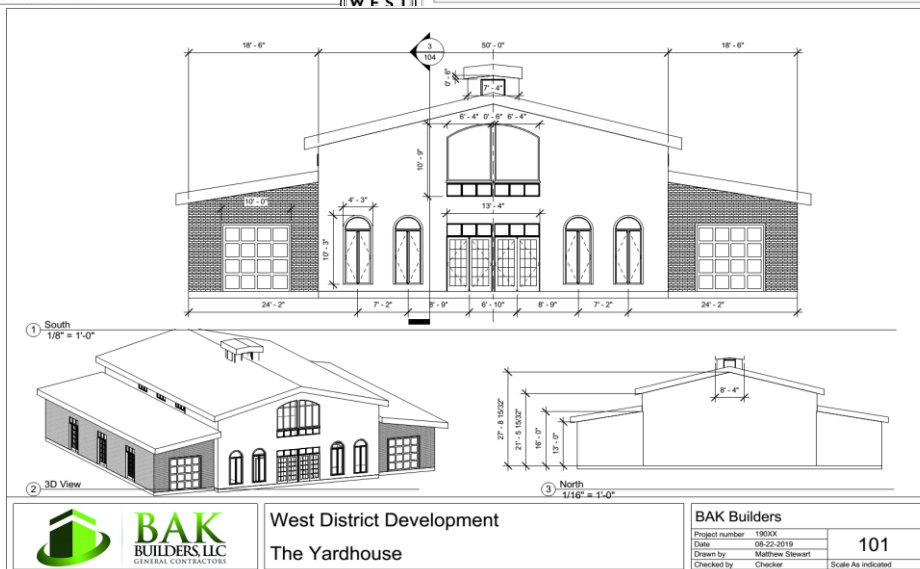 WEST
18' - 6"
3
104
50' - 0"
18' - 6"
0' - 6"
7' - 4"
6' - 4" 0' - 6" 6' - 4"
10' - 9"
10' - 0"
4' - 3"
13' - 4"
10' - 3"
24' - 2"
7' - 2"
8' - 9"
6' - 10"
8' - 9"
7' - 2"
24' - 2"
1 South
1/8" = 1'-0"
8' - 4"
27' - 8 15/32"
21' - 5 15/32"
16' - 0"
13' - 0"
2 3D View
3 North
1/16" = 1'-0"
BAK
BUILDERS, LLC
GENERAL CONTRACTORS
West District Development
The Yardhouse
BAK Builders
Project number 190XX
Date 08-22-2019
Drawn by Matthew Stewart
Checked by Checker
101
Scale As indicated